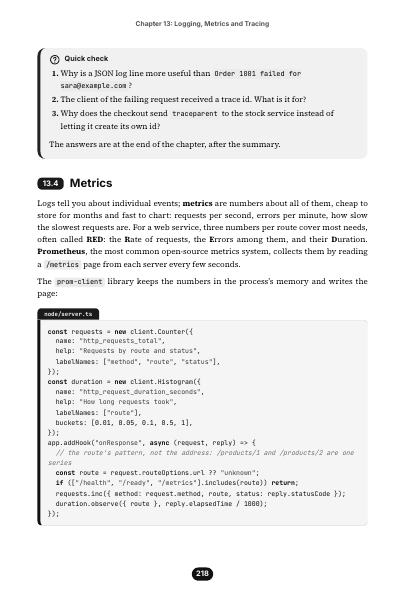 Chapter 13: Logging, Metrics and Tracing
Quick check
1. Why is a JSON log line more useful than Order 1001 failed for
sara@example.com ?
2. The client of the failing request received a trace id. What is it for?
3. Why does the checkout send traceparent to the stock service instead of
letting it create its own id?
The answers are at the end of the chapter, after the summary.
13.4 Metrics
Logs tell you about individual events; metrics are numbers about all of them, cheap to
store for months and fast to chart: requests per second, errors per minute, how slow
the slowest requests are. For a web service, three numbers per route cover most needs,
often called RED: the Rate of requests, the Errors among them, and their Duration.
Prometheus, the most common open-source metrics system, collects them by reading
a /metrics page from each server every few seconds.
The prom-client library keeps the numbers in the process's memory and writes the
page:
node/server.ts
const requests = new client.Counter({
  name: "http_requests_total",
  help: "Requests by route and status",
  labelNames: ["method", "route", "status"],
});
const duration = new client.Histogram({
  name: "http_request_duration_seconds",
  help: "How long requests took",
  labelNames: ["route"],
  buckets: [0.01, 0.05, 0.1, 0.5, 1],
});
app.addHook("onResponse", async (request, reply) => {
  // the route's pattern, not the address: /products/1 and /products/2 are one
series
  const route = request.routeOptions.url ?? "unknown";
  if (["/health", "/ready", "/metrics"].includes(route)) return;
  requests.inc({ method: request.method, route, status: reply.statusCode });
  duration.observe({ route }, reply.elapsedTime / 1000);
});
218